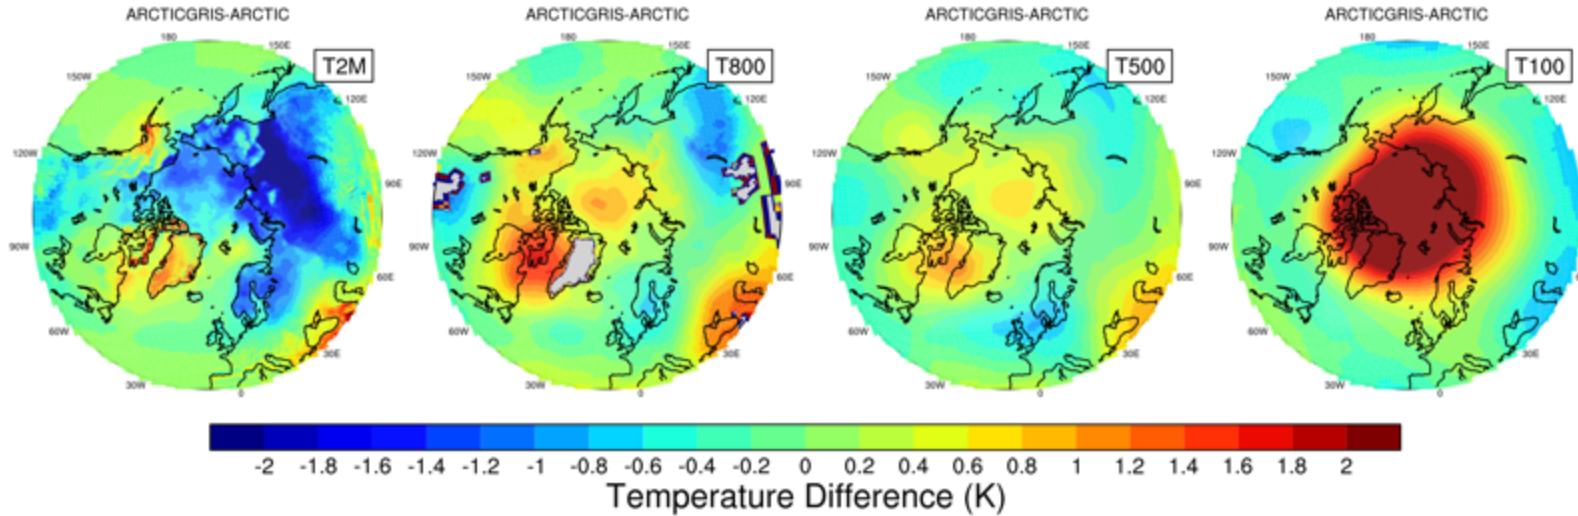 ARCTICGRIS-ARCTIC
T2M
180
150E
150W
120E
120W
90E
90W
60E
60W
30E
30W
0
ARCTICGRIS-ARCTIC
T800
180
150E
150W
120E
120W
90E
90W
60E
60W
30E
30W
0
ARCTICGRIS-ARCTIC
T500
180
150E
150W
120E
120W
90E
90W
60E
60W
30E
30W
0
ARCTICGRIS-ARCTIC
T100
180
150E
150W
120E
120W
90E
90W
60W
30E
30W
0
-2 -1.8 -1.6 -1.4 -1.2 -1 -0.8 -0.6 -0.4 -0.2 0 0.2 0.4 0.6 0.8 1 1.2 1.4 1.6 1.8 2
Temperature Difference (K)